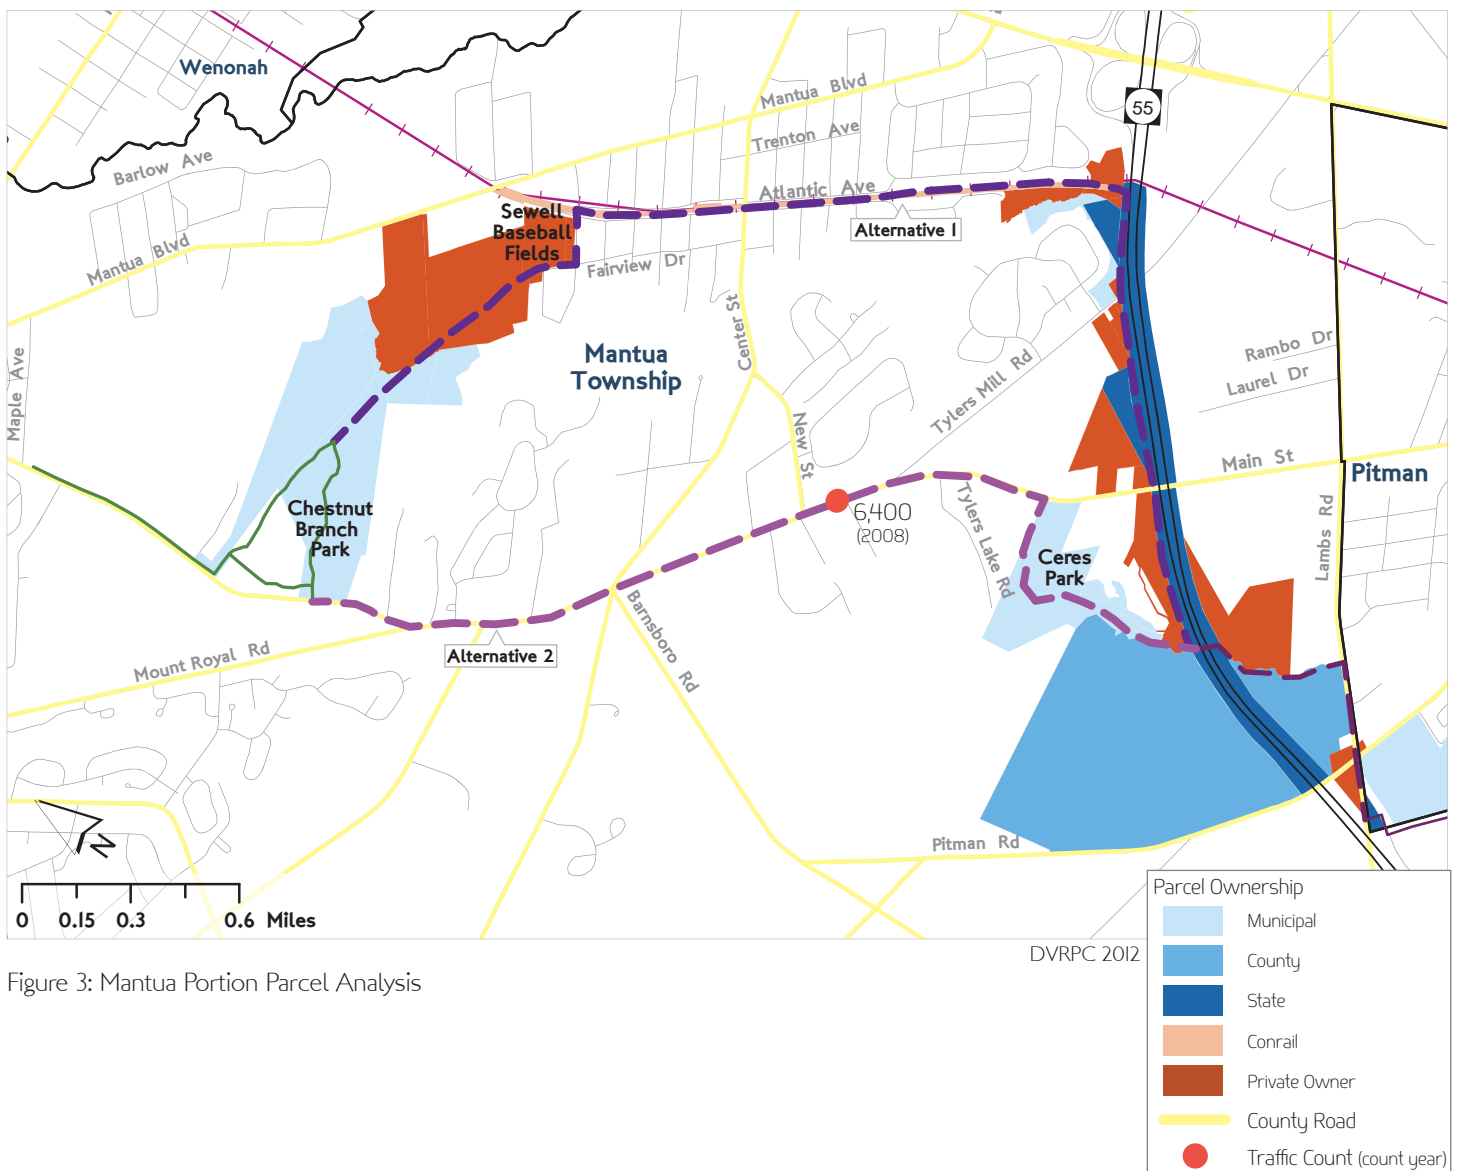 Wenonah
55
Mantua Blvd
Trenton Ave
Barlow Ave
Atlantic Ave
Sewell
Baseball
Fields
Alternative 1
Mantua Blvd
Fairview Dr
Center St
Mantua
Township
Maple Ave
Rambo Dr
Laurel Dr
Tylers Mill Rd
New St
Main St
Pitman
Chestnut
Branch
Park
6,400
(2008)
Tylers Lake Rd
Lambs Rd
Ceres
Park
Barnsboro Rd
Mount Royal Rd
Alternative 2
Pitman Rd
N
0 0.15 0.3 0.6 Miles
DVRPC 2012
Figure 3: Mantua Portion Parcel Analysis
Parcel Ownership
Municipal
County
State
Conrail
Private Owner
County Road
Traffic Count (count year)